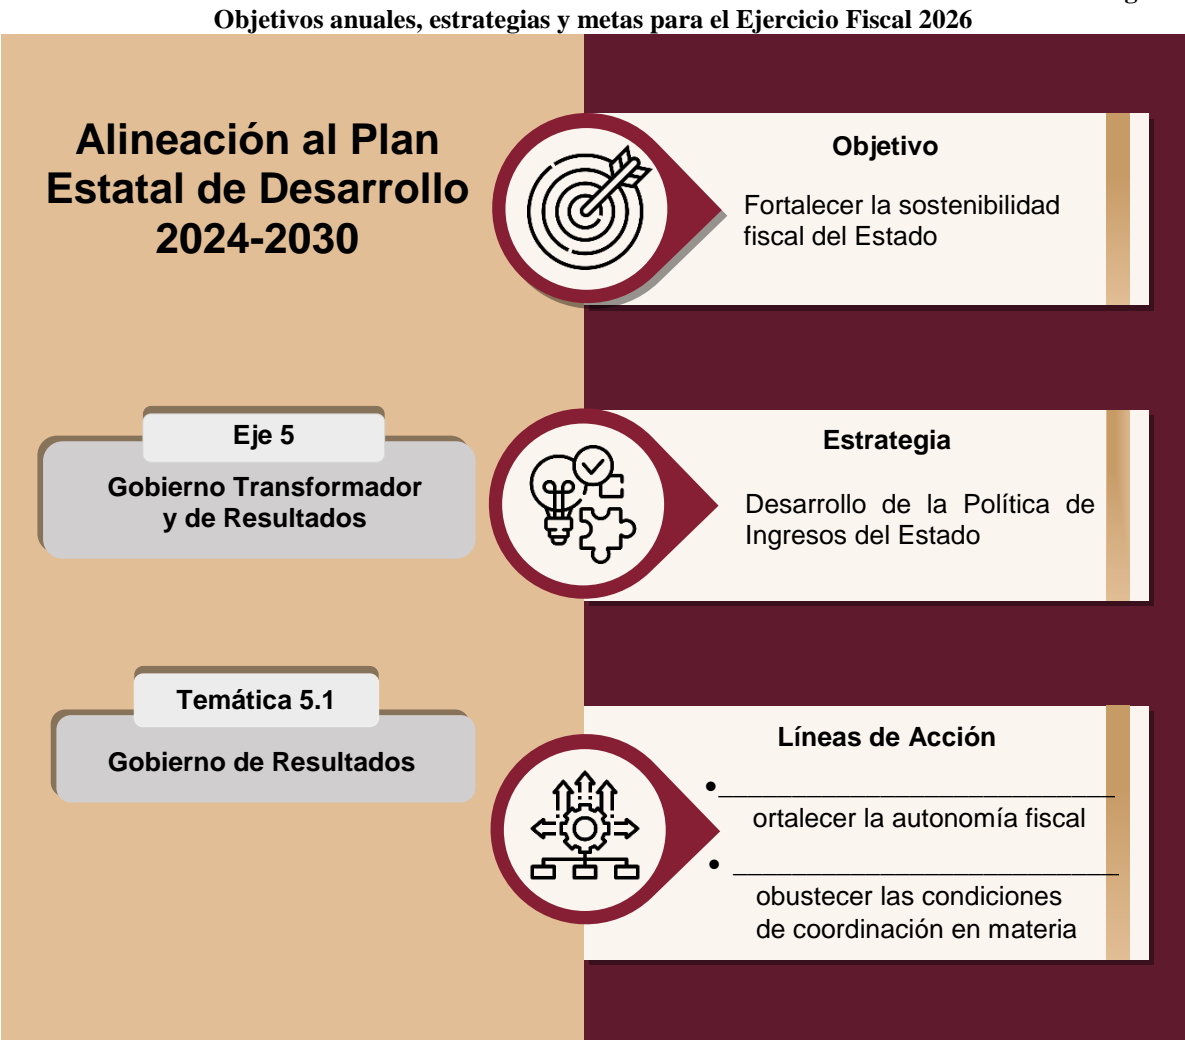 Objetivos anuales, estrategias y metas para el Ejercicio Fiscal 2026
Alineación al Plan
Estatal de Desarrollo
2024-2030
Objetivo
Fortalecer la sostenibilidad
fiscal del Estado
Eje 5
Gobierno Transformador
y de Resultados
Estrategia
Desarrollo de la Política de
Ingresos del Estado
Temática 5.1
Gobierno de Resultados
Líneas de Acción
•____________________________
ortalecer la autonomía fiscal
• ___________________________
obustecer las condiciones
de coordinación en materia